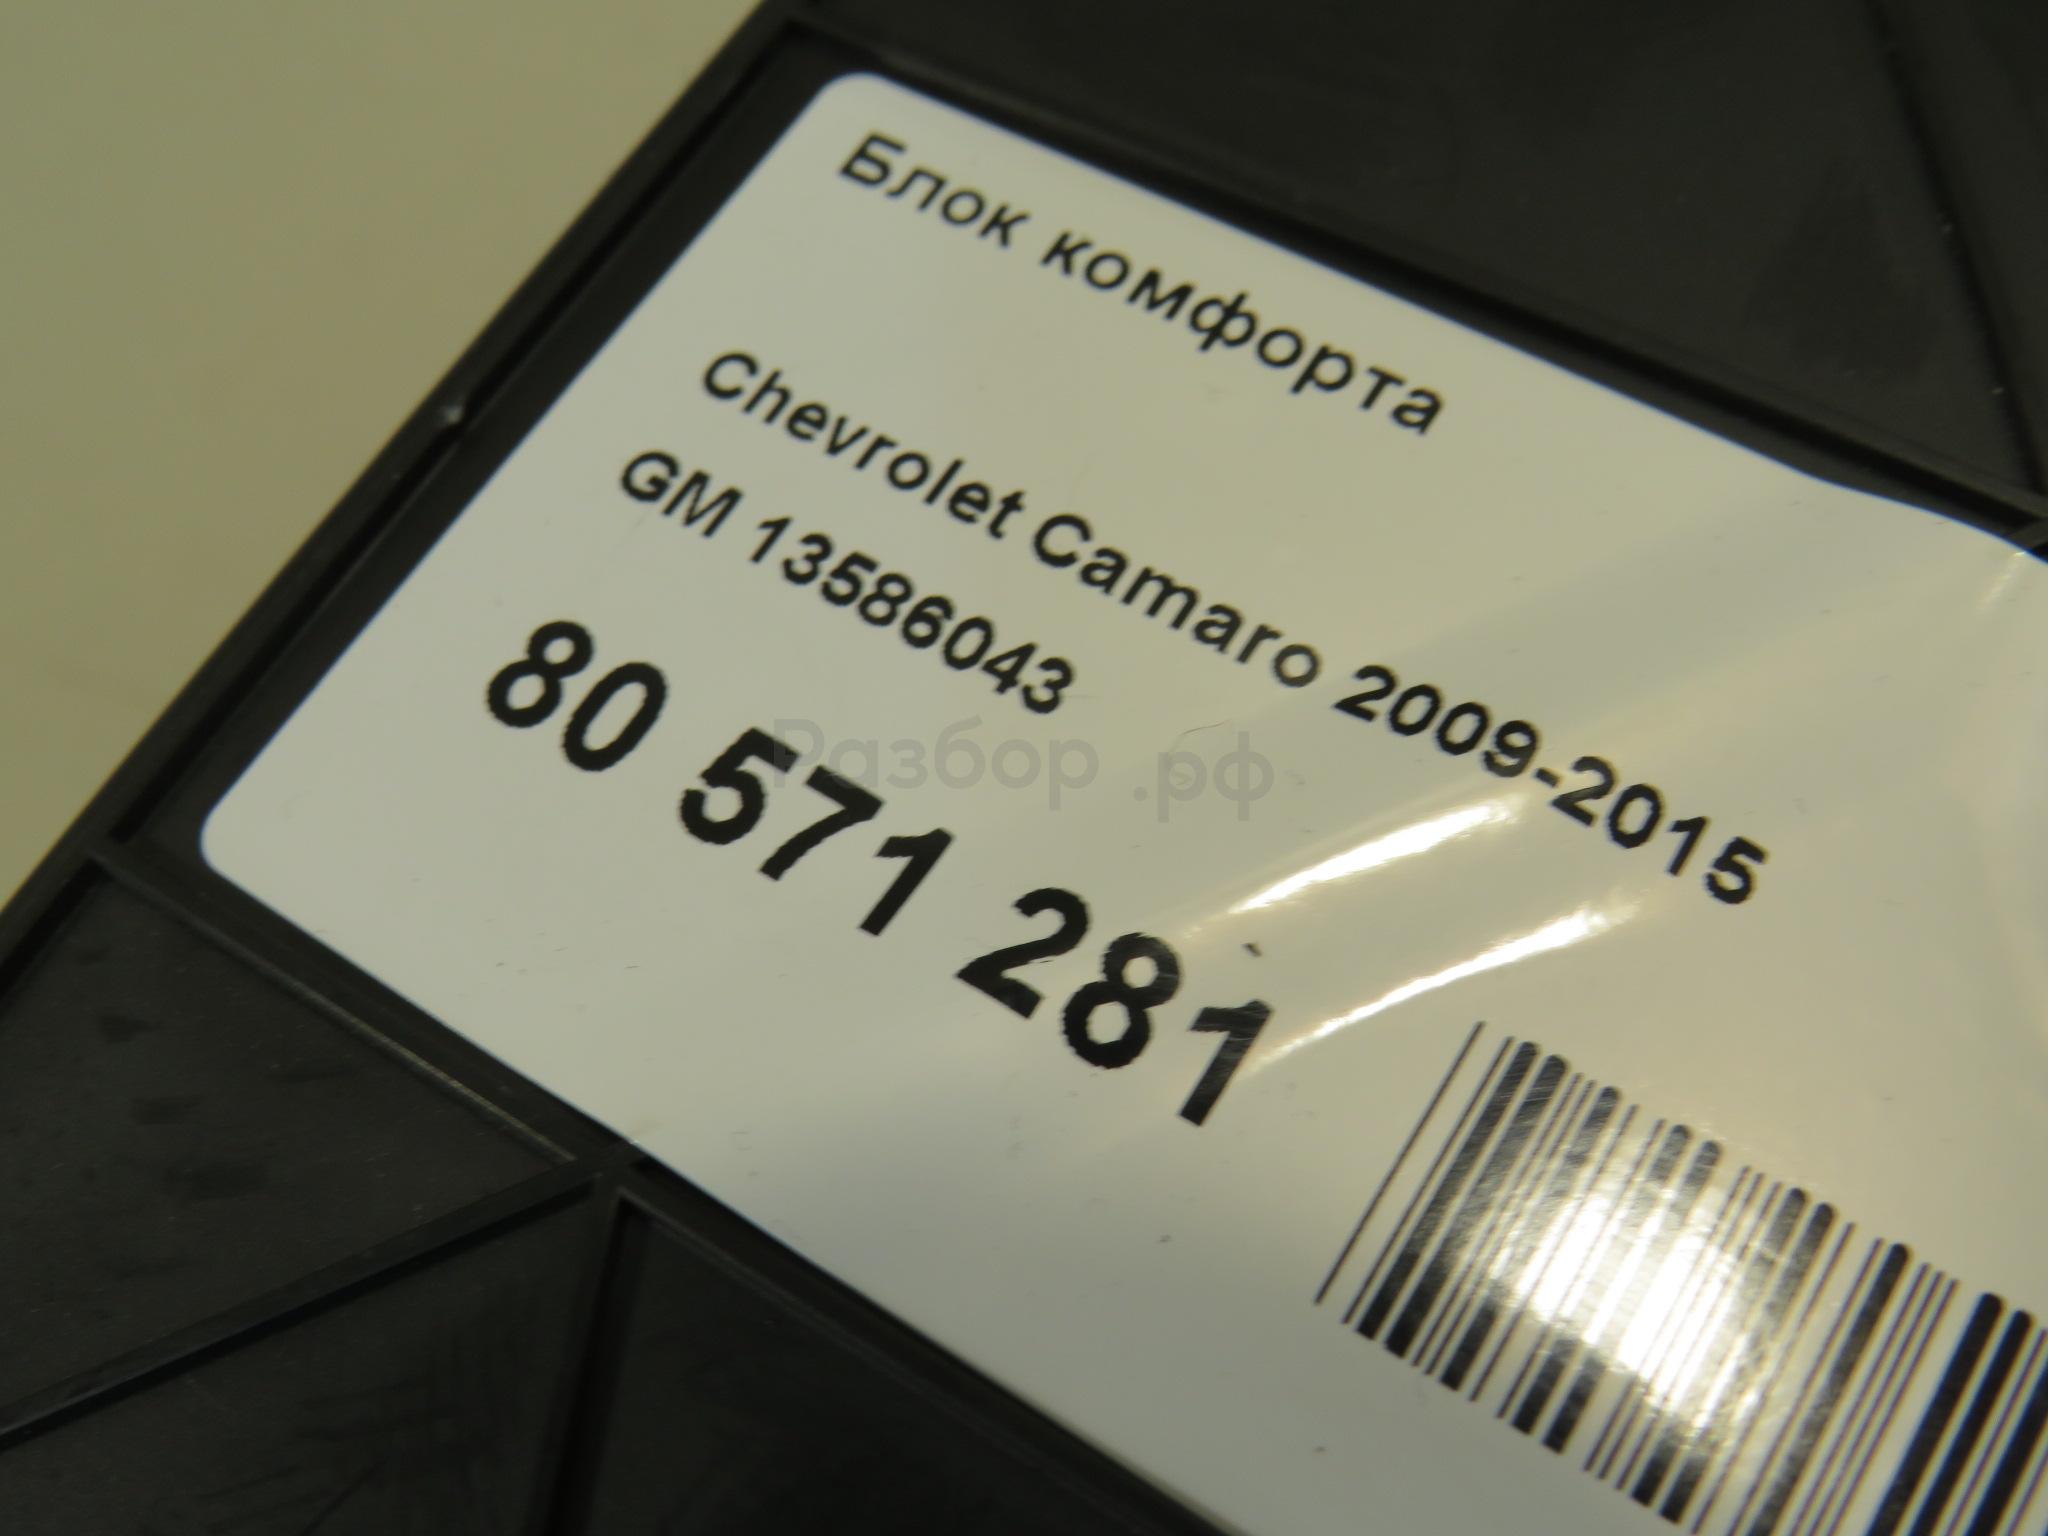 Блок комфорта
Chevrolet Camaro 2009-2015
GM 13586043
80 571 281
Разбор.рф